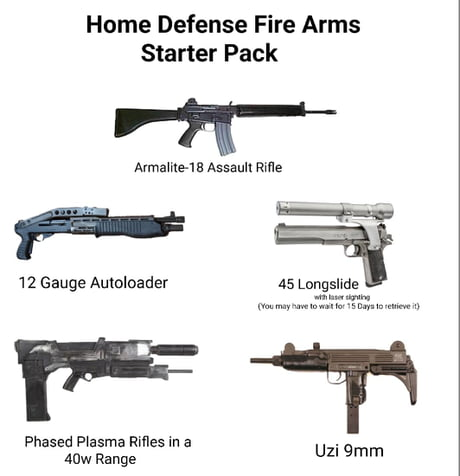 Home Defense Fire Arms
Starter Pack
Armalite-18 Assault Rifle
12 Gauge Autoloader
45 Longslide
with laser sighting
(You may have to wait for 15 Days to retrieve it)
Phased Plasma Rifles in a
40w Range
Uzi 9mm